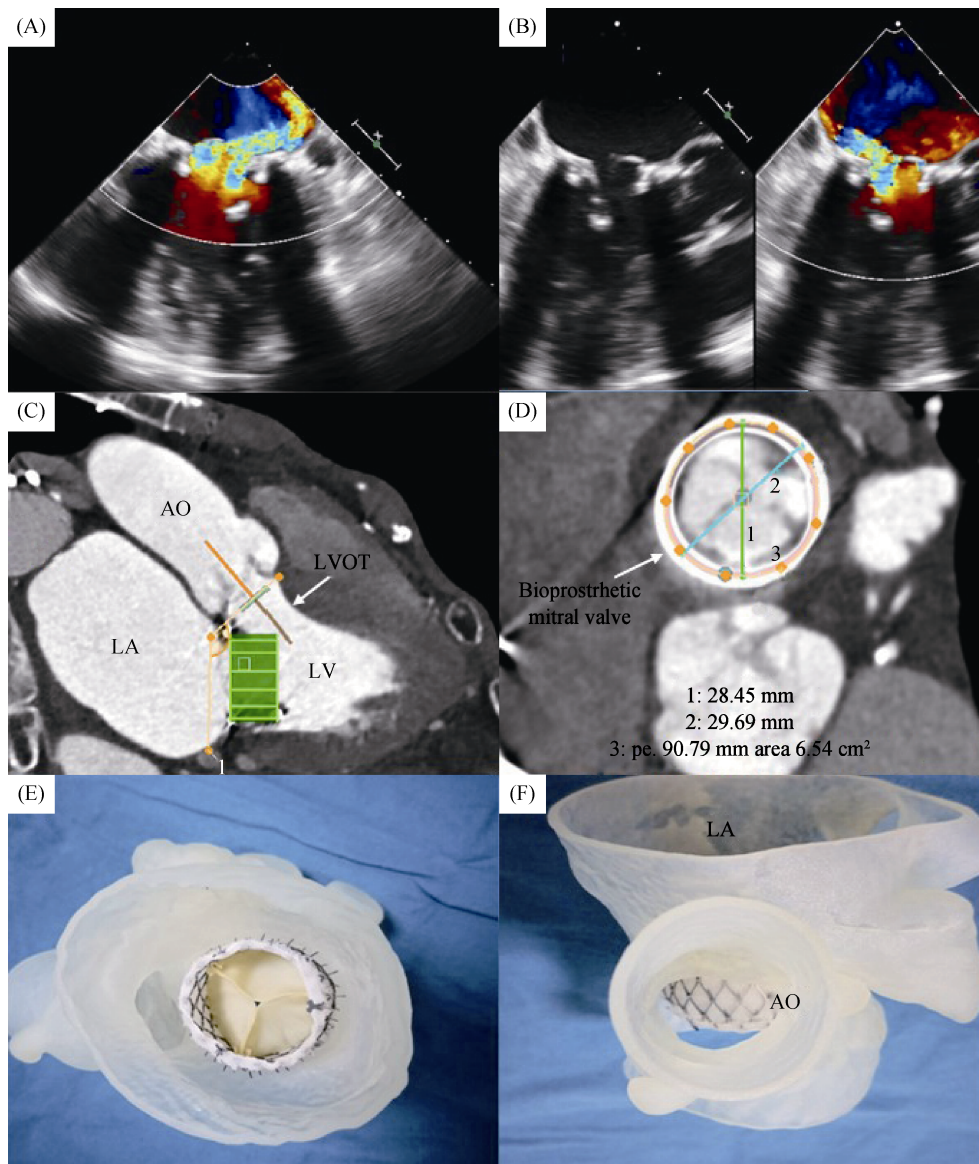 (A)
(B)
(C)
AO
LVOT
LA
LV
1
(D)
2
1
3
Bioprostrhetic
mitral valve
1: 28.45 mm
2: 29.69 mm
3: pe. 90.79 mm area 6.54 cm²
(E)
(F)
LA
AO